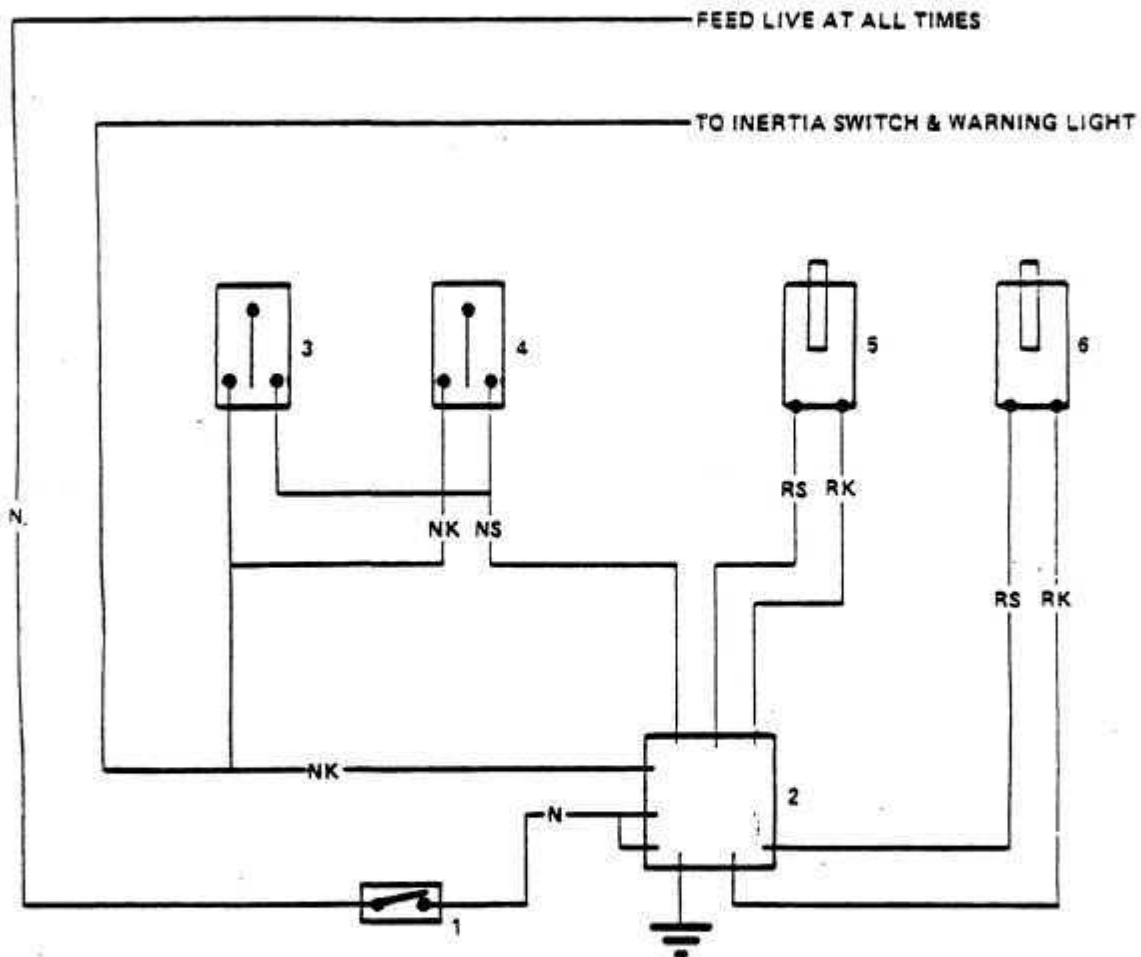 FEED LIVE AT ALL TIMES
TO INERTIA SWITCH & WARNING LIGHT
3
4
5
6
RS RK
N
NK NS
RS RK
NK
2
N
1